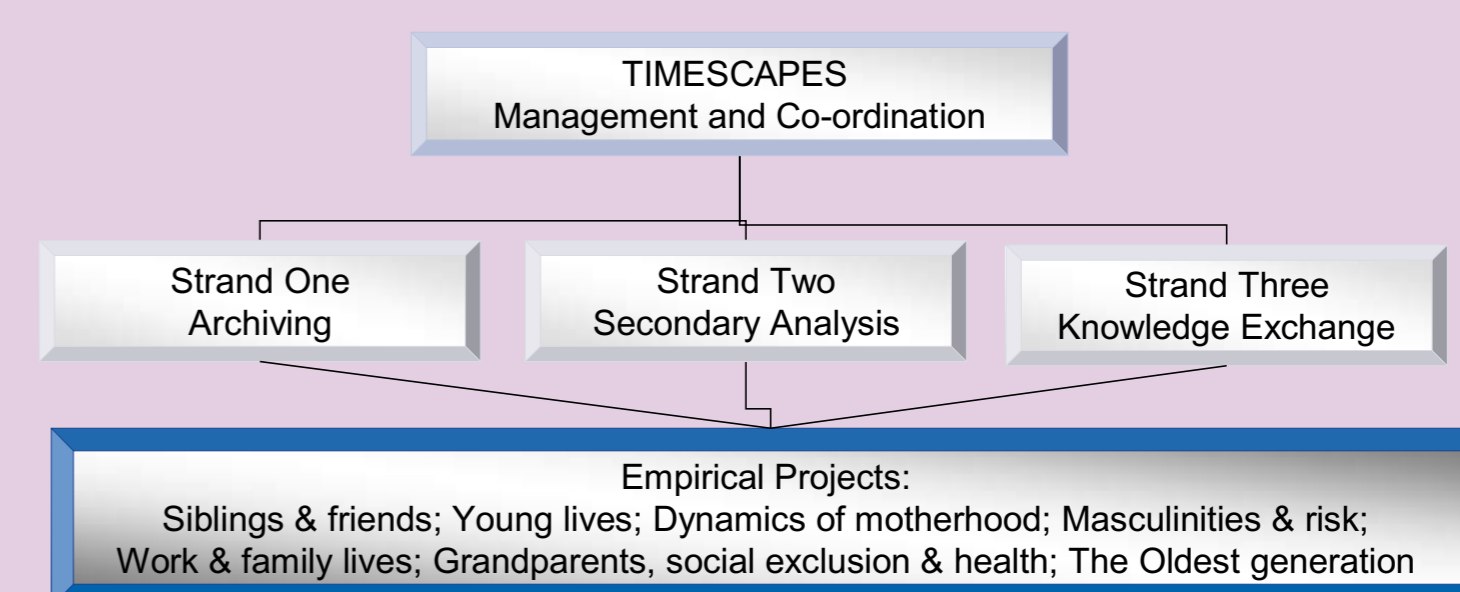 TIMESCAPES
Management and Co-ordination
Strand One
Archiving
Strand Two
Secondary Analysis
Strand Three
Knowledge Exchange
Empirical Projects:
Siblings & friends; Young lives; Dynamics of motherhood; Masculinities & risk;
Work & family lives; Grandparents, social exclusion & health; The Oldest generation